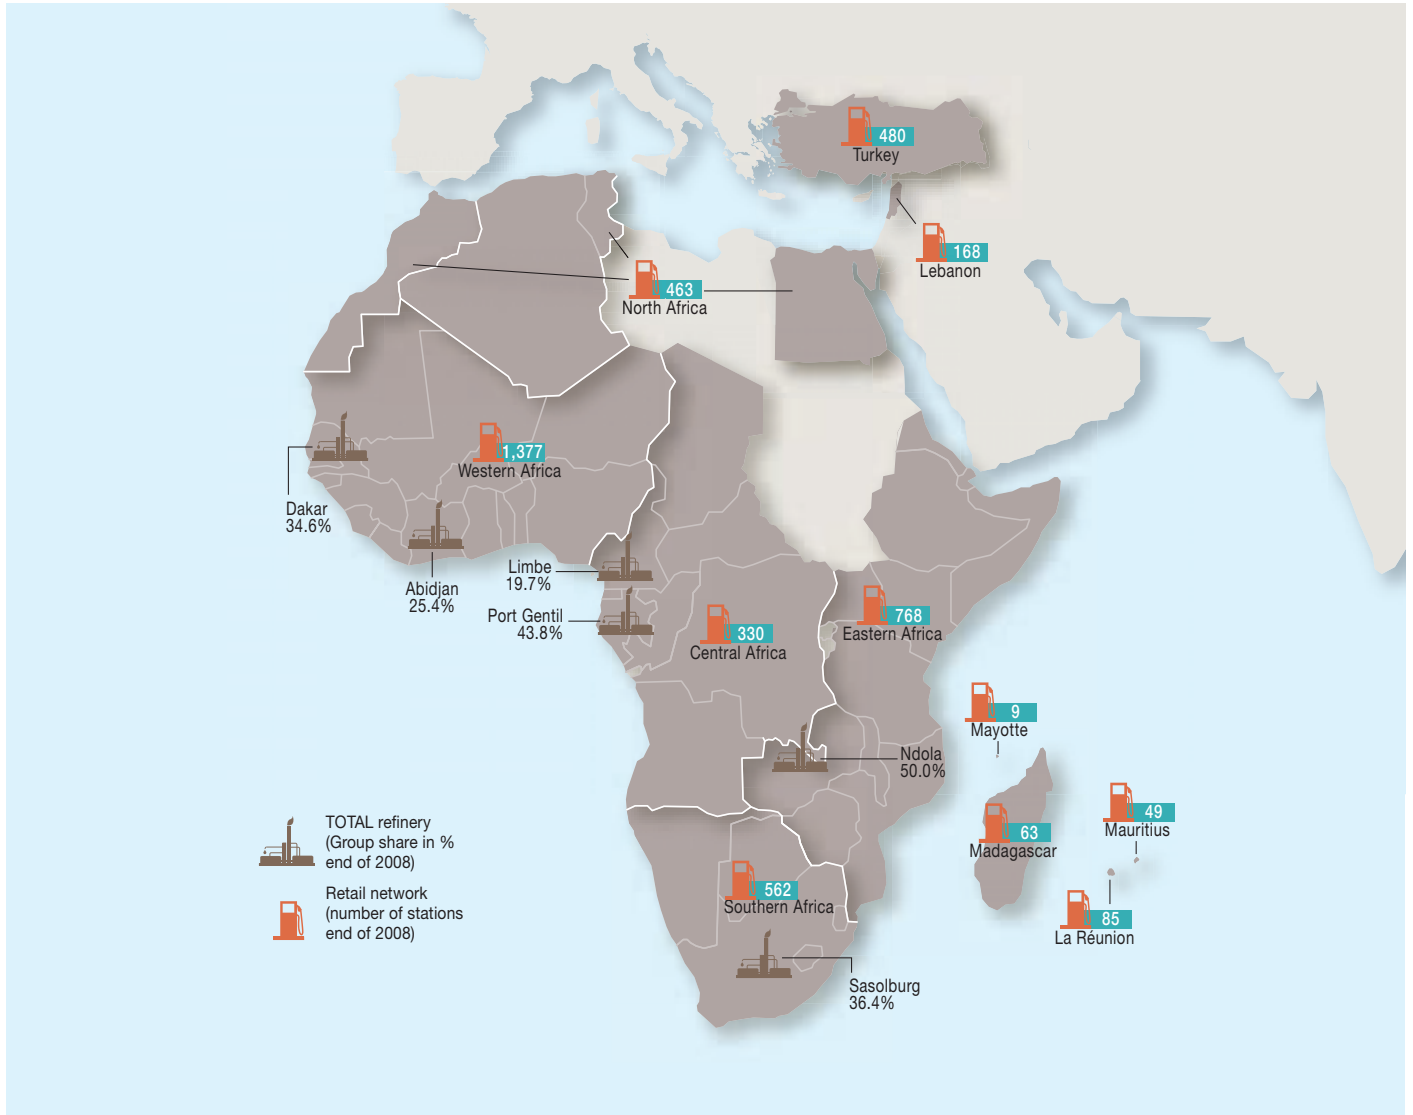 480
Turkey
168
Lebanon
463
North Africa
1,377
Western Africa
Dakar
34.6%
Abidjan
25.4%
Limbe
19.7%
Port Gentil
43.8%
330
Central Africa
768
Eastern Africa
9
Mayotte
Ndola
50.0%
49
Mauritius
63
Madagascar
85
La Réunion
562
Southern Africa
Sasolburg
36.4%
TOTAL refinery
(Group share in %
end of 2008)
Retail network
(number of stations
end of 2008)